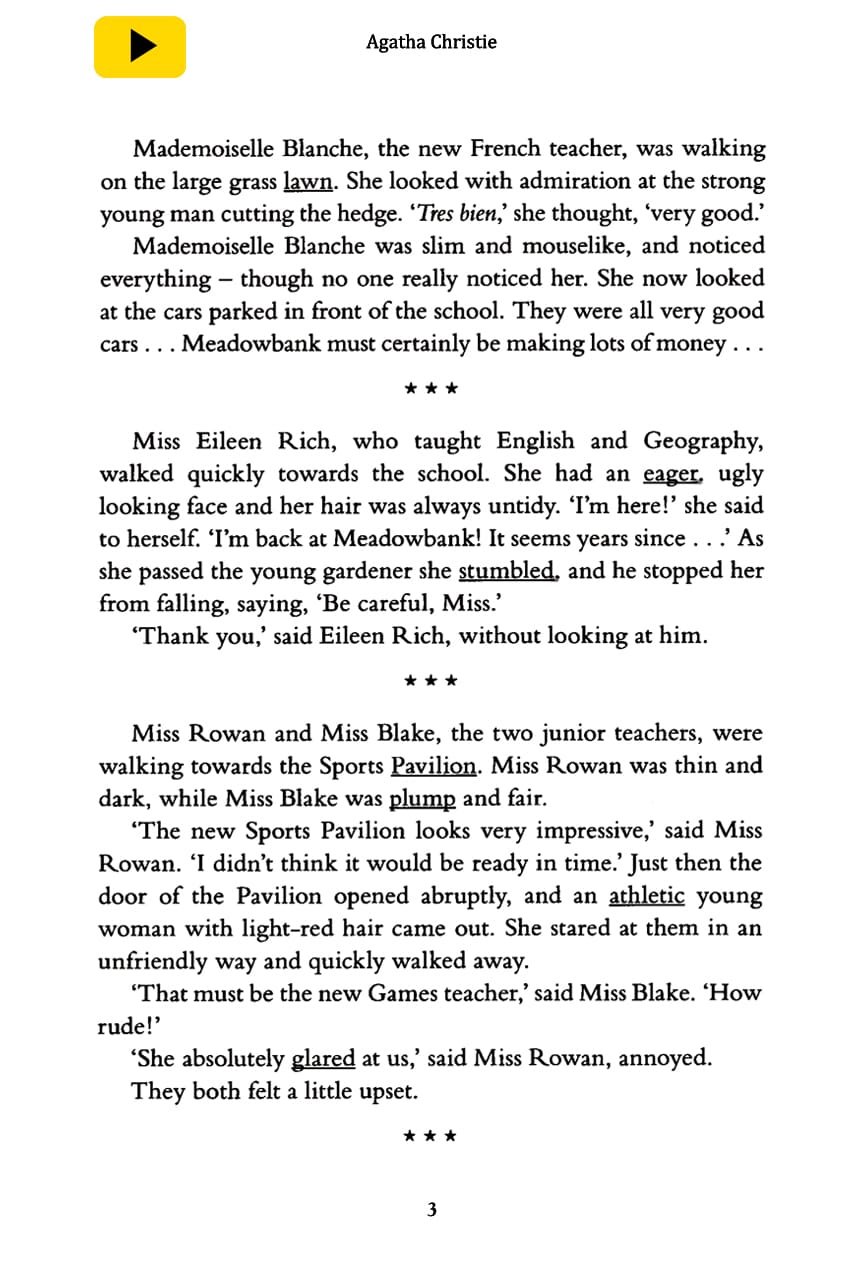 Agatha Christie
Mademoiselle Blanche, the new French teacher, was walking
on the large grass lawn. She looked with admiration at the strong
young man cutting the hedge. ‘Tres bien,’ she thought, ‘very good.’
Mademoiselle Blanche was slim and mouselike, and noticed
everything – though no one really noticed her. She now looked
at the cars parked in front of the school. They were all very good
cars . . . Meadowbank must certainly be making lots of money . . .
★ ★ ★
Miss Eileen Rich, who taught English and Geography,
walked quickly towards the school. She had an eager, ugly
looking face and her hair was always untidy. ‘I’m here!’ she said
to herself. ‘I’m back at Meadowbank! It seems years since . . .’ As
she passed the young gardener she stumbled, and he stopped her
from falling, saying, ‘Be careful, Miss.’
‘Thank you,’ said Eileen Rich, without looking at him.
★ ★ ★
Miss Rowan and Miss Blake, the two junior teachers, were
walking towards the Sports Pavilion. Miss Rowan was thin and
dark, while Miss Blake was plump and fair.
‘The new Sports Pavilion looks very impressive,’ said Miss
Rowan. ‘I didn’t think it would be ready in time.’ Just then the
door of the Pavilion opened abruptly, and an athletic young
woman with light-red hair came out. She stared at them in an
unfriendly way and quickly walked away.
‘That must be the new Games teacher,’ said Miss Blake. ‘How
rude!’
‘She absolutely glared at us,’ said Miss Rowan, annoyed.
They both felt a little upset.
★ ★ ★
3